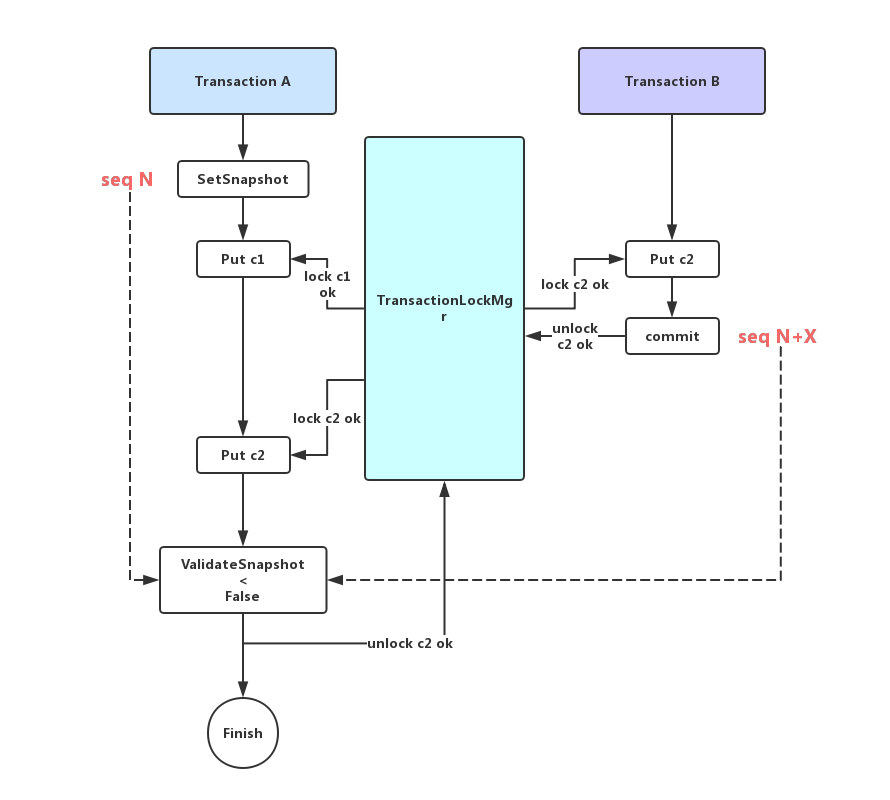 Transaction A
Transaction B
seq N
SetSnapshot
Put c1
lock c1
ok
TransactionLockMg
r
lock c2 ok
Put c2
unlock
c2 ok
commit
seq N+X
lock c2 ok
Put c2
ValidateSnapshot
<
False
unlock c2 ok
Finish